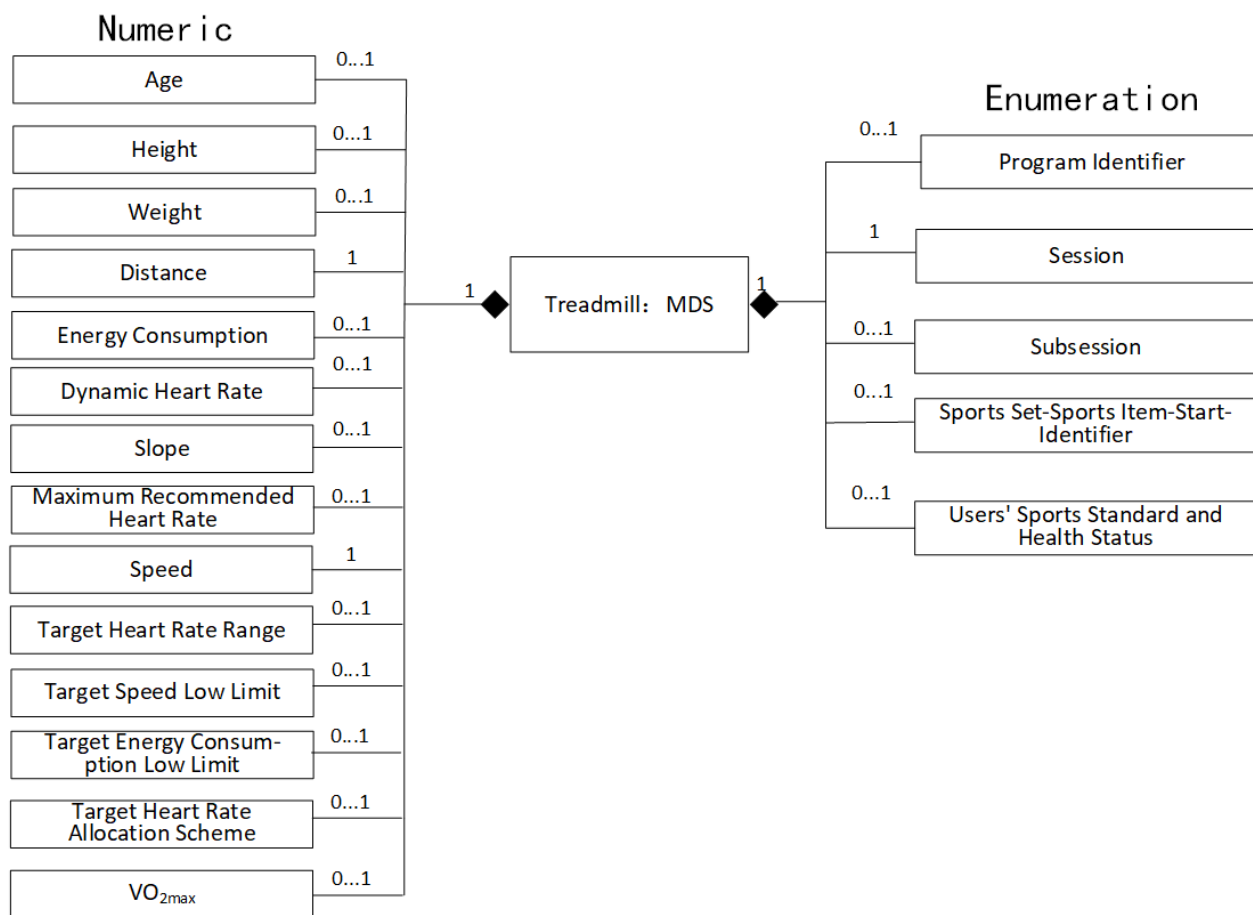 Numeric
0...1
Age
0...1
Height
0...1
Weight
1
Distance
0...1
Energy Consumption
0...1
Dynamic Heart Rate
0...1
Slope
0...1
Maximum Recommended
Heart Rate
1
Speed
0...1
Target Heart Rate Range
0...1
Target Speed Low Limit
0...1
Target Energy Consum-
ption Low Limit
0...1
Target Heart Rate
Allocation Scheme
0...1
VO₂max
1
Treadmill：MDS
1
Enumeration
0...1
Program Identifier
1
Session
0...1
Subsession
0...1
Sports Set-Sports Item-Start-
Identifier
0...1
Users' Sports Standard and
Health Status